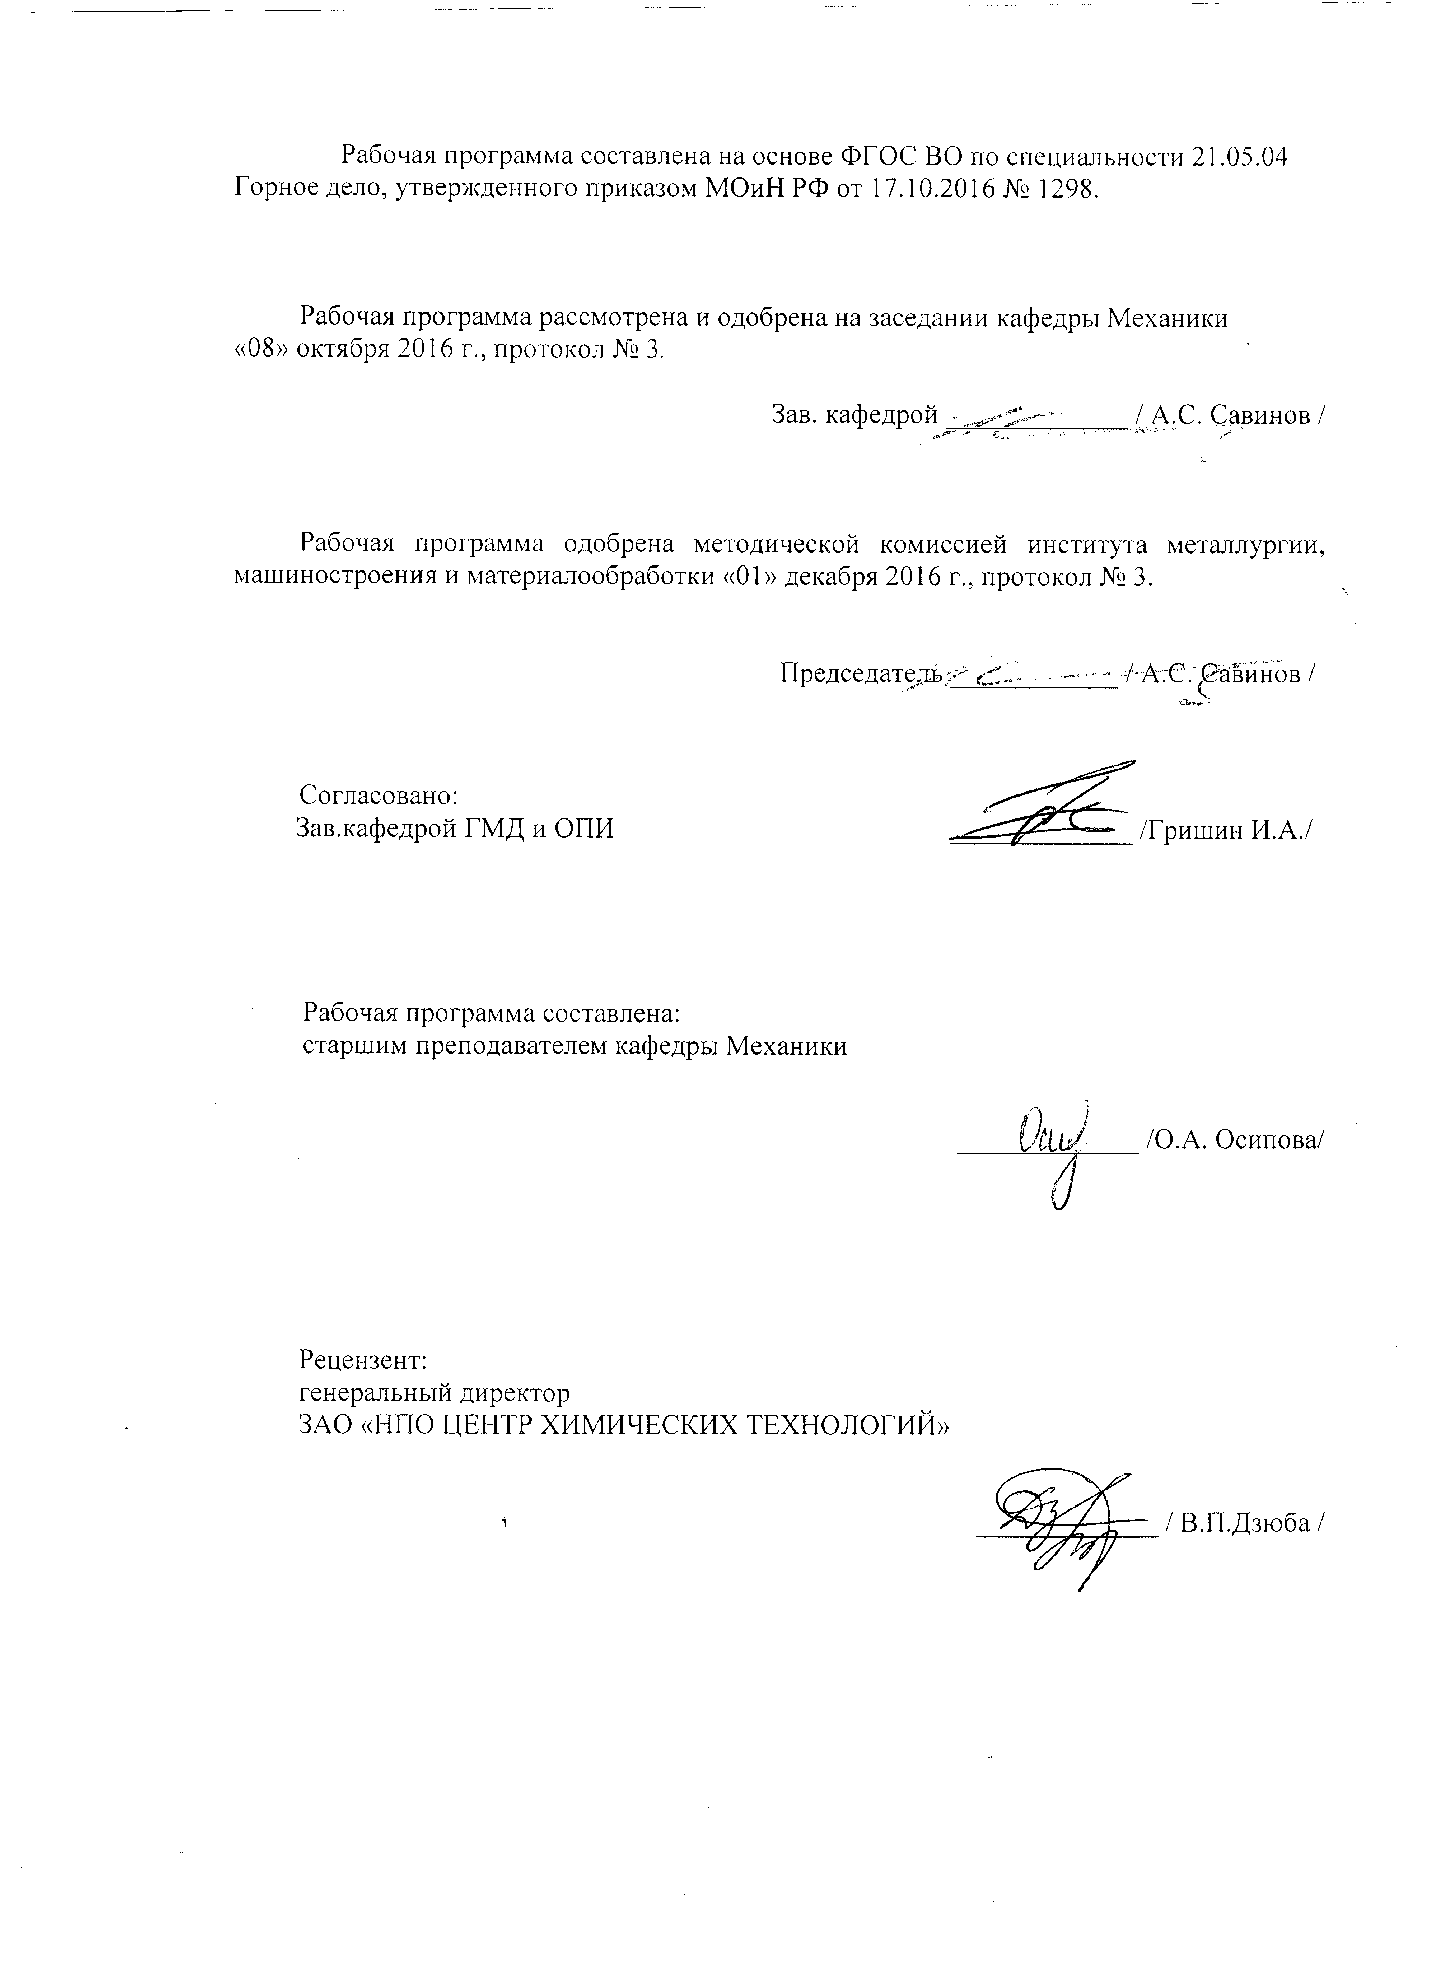 Рабочая программа составлена на основе ФГОС ВО по специальности 21.05.04
Горное дело, утвержденного приказом МОиН РФ от 17.10.2016 № 1298.
Рабочая программа рассмотрена и одобрена на заседании кафедры Механики
«08» октября 2016 г., протокол № 3.
Зав. кафедрой / А.С. Савинов /
Рабочая программа одобрена методической комиссией института металлургии,
машиностроения и материалообработки «01» декабря 2016 г., протокол № 3.
Председатель / А.С. Савинов /
Согласовано:
Зав.кафедрой ГМД и ОПИ /Гришин И.А./
Рабочая программа составлена:
старшим преподавателем кафедры Механики
/О.А. Осипова/
Рецензент:
генеральный директор
ЗАО «НПО ЦЕНТР ХИМИЧЕСКИХ ТЕХНОЛОГИЙ»
/ В.П.Дзюба /